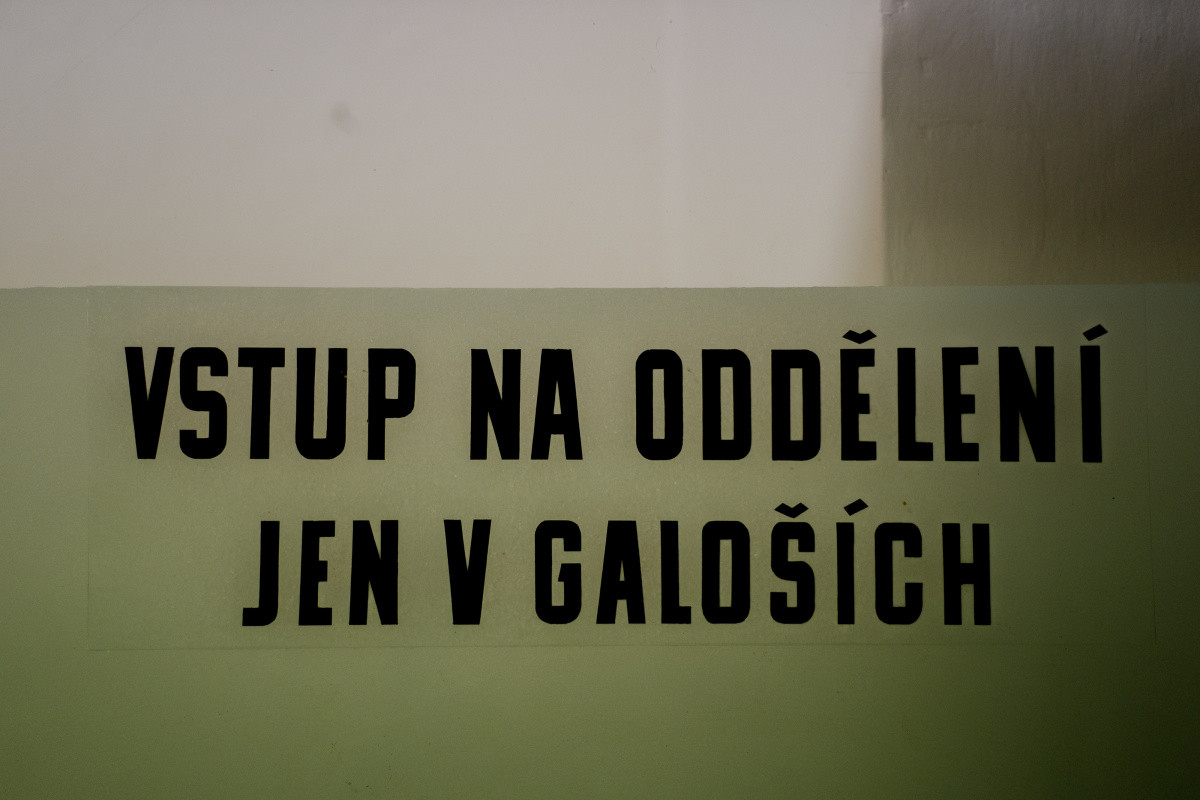 VSTUP NA ODDĚLENÍ
JEN V GALOŠÍCH